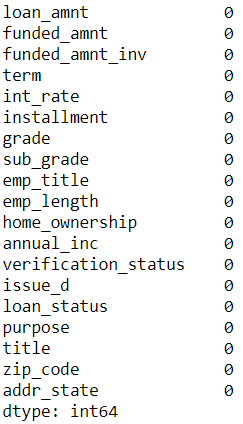 loan_amnt 0
funded_amnt 0
funded_amnt_inv 0
term 0
int_rate 0
installment 0
grade 0
sub_grade 0
emp_title 0
emp_length 0
home_ownership 0
annual_inc 0
verification_status 0
issue_d 0
loan_status 0
purpose 0
title 0
zip_code 0
addr_state 0
dtype: int64